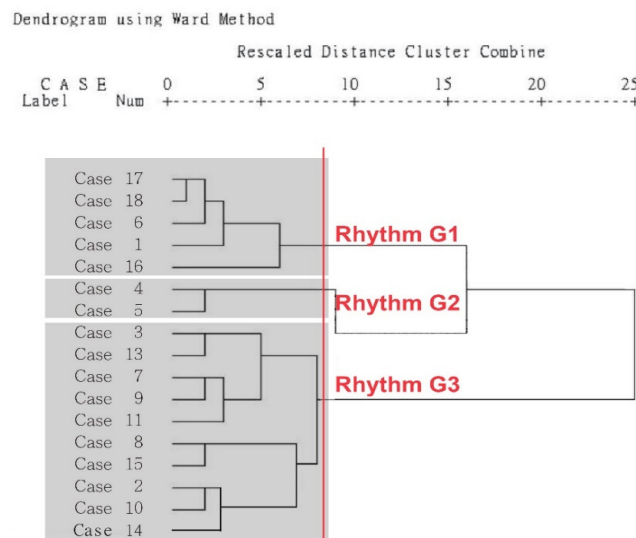 Dendrogram using Ward Method
Rescaled Distance Cluster Combine
C A S E 0 5 10 15 20 25
Label Num +---------+---------+---------+---------+---------+
Case 17
Case 18
Case 6
Case 1
Rhythm G1
Case 16
Case 4
Case 5
Rhythm G2
Case 3
Case 13
Case 7
Rhythm G3
Case 9
Case 11
Case 8
Case 15
Case 2
Case 10
Case 14